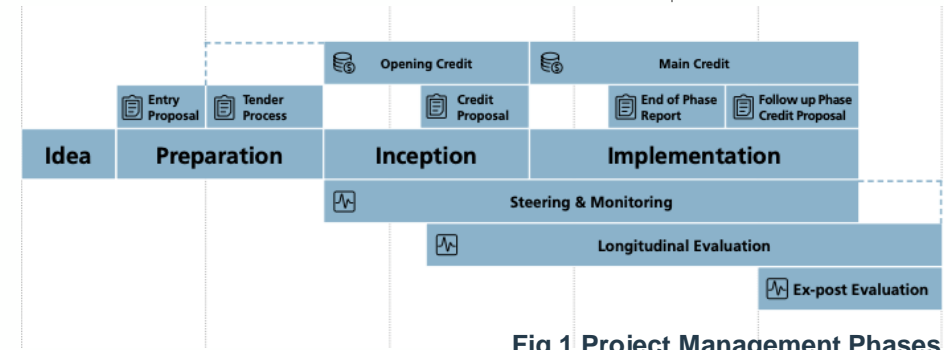 Opening Credit
Main Credit
Entry
Proposal
Tender
Process
Credit
Proposal
End of Phase
Report
Follow up Phase
Credit Proposal
Idea
Preparation
Inception
Implementation
Steering & Monitoring
Longitudinal Evaluation
Ex-post Evaluation
Fig 1 Project Management Phases